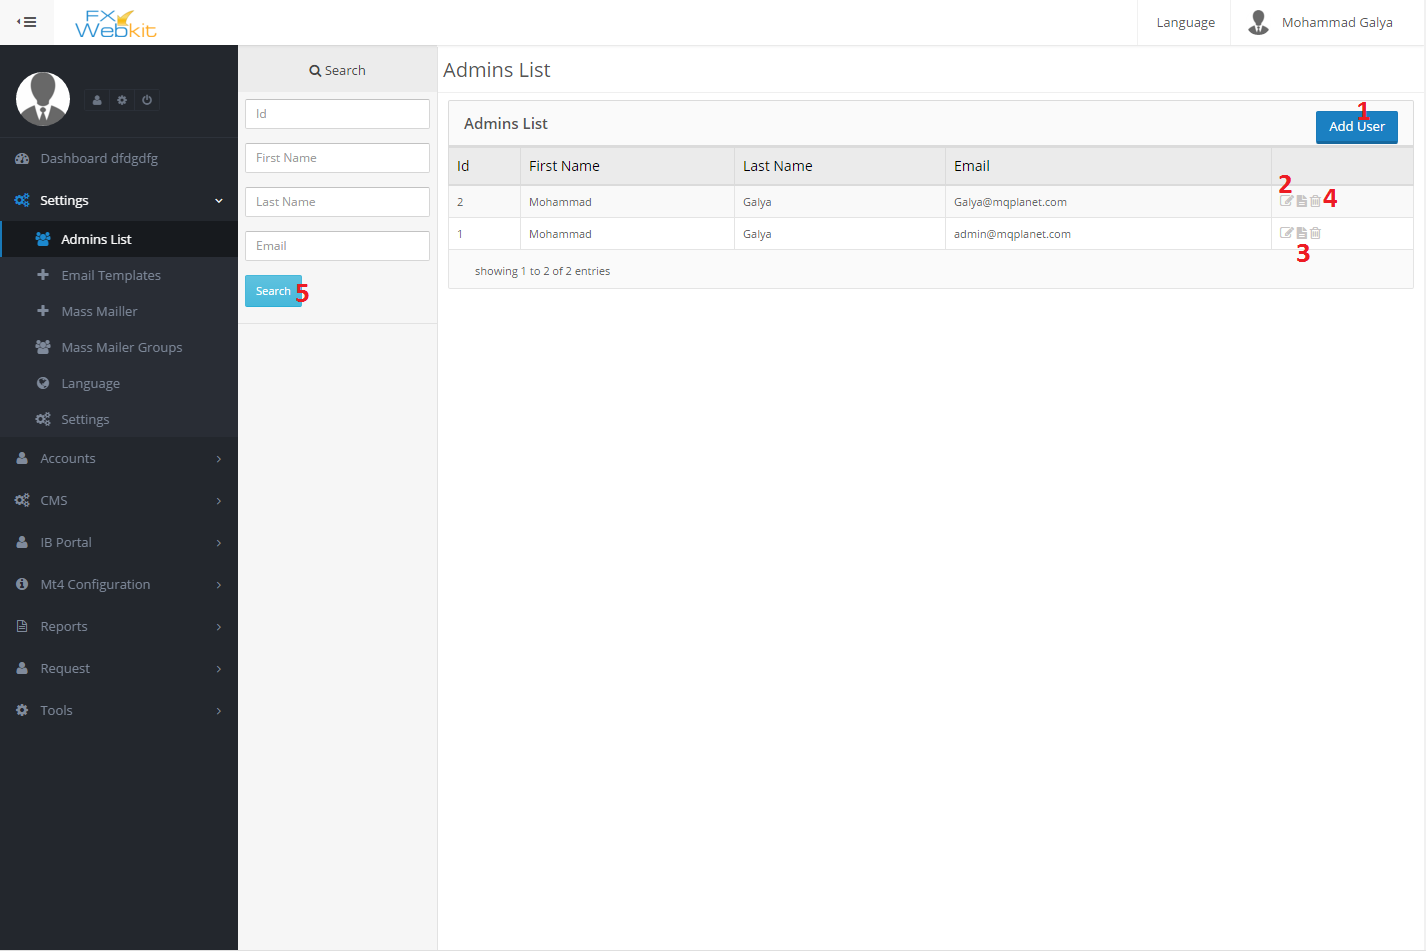 FX
Webkit
Language
Mohammad Galya
Dashboard dfdgdfg
Settings
Admins List
Email Templates
Mass Mailler
Mass Mailer Groups
Language
Settings
Accounts
CMS
IB Portal
Mt4 Configuration
Reports
Request
Tools
Search
Id
First Name
Last Name
Email
Search 5
Admins List
Admins List
1
Add User
Id First Name Last Name Email
2
2 Mohammad Galya Galya@mqplanet.com 4
1 Mohammad Galya admin@mqplanet.com
3
showing 1 to 2 of 2 entries